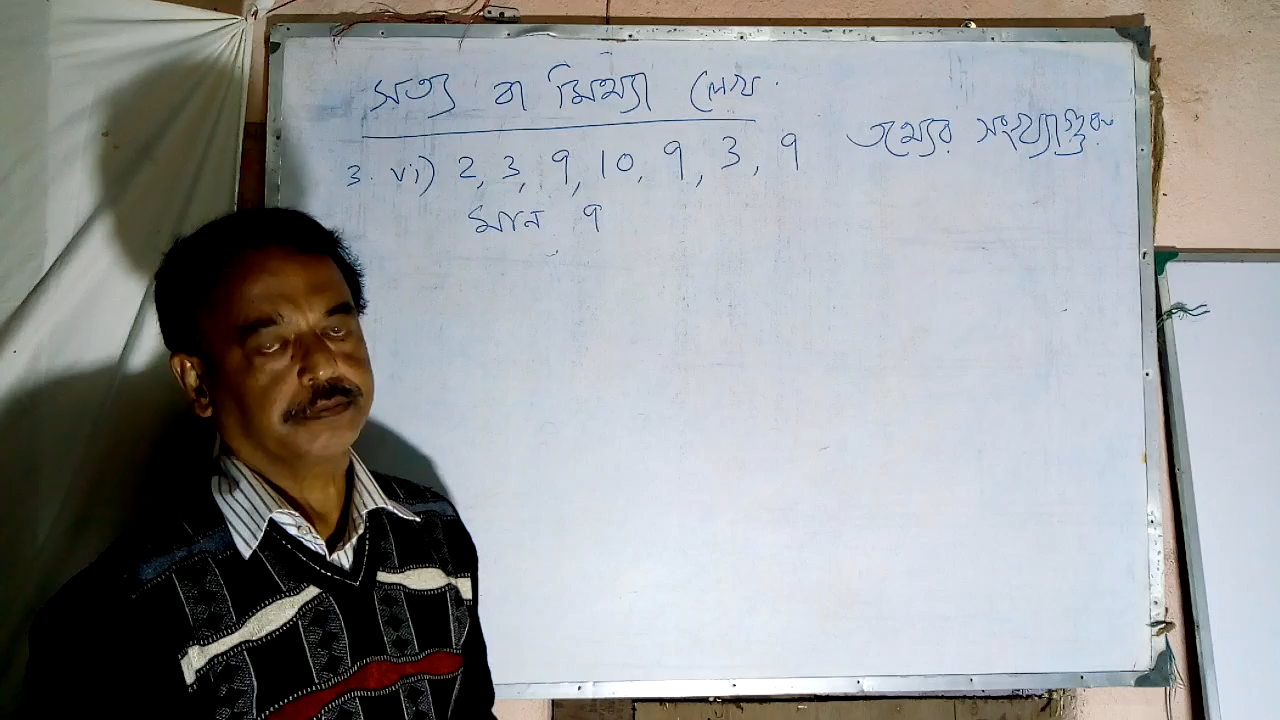 সত্য বা মিথ্যা লেখ.
3. vi) 2, 3, 9, 10, 9, 3, 9 তথ্যের সংখ্যাগুরু
মান 9